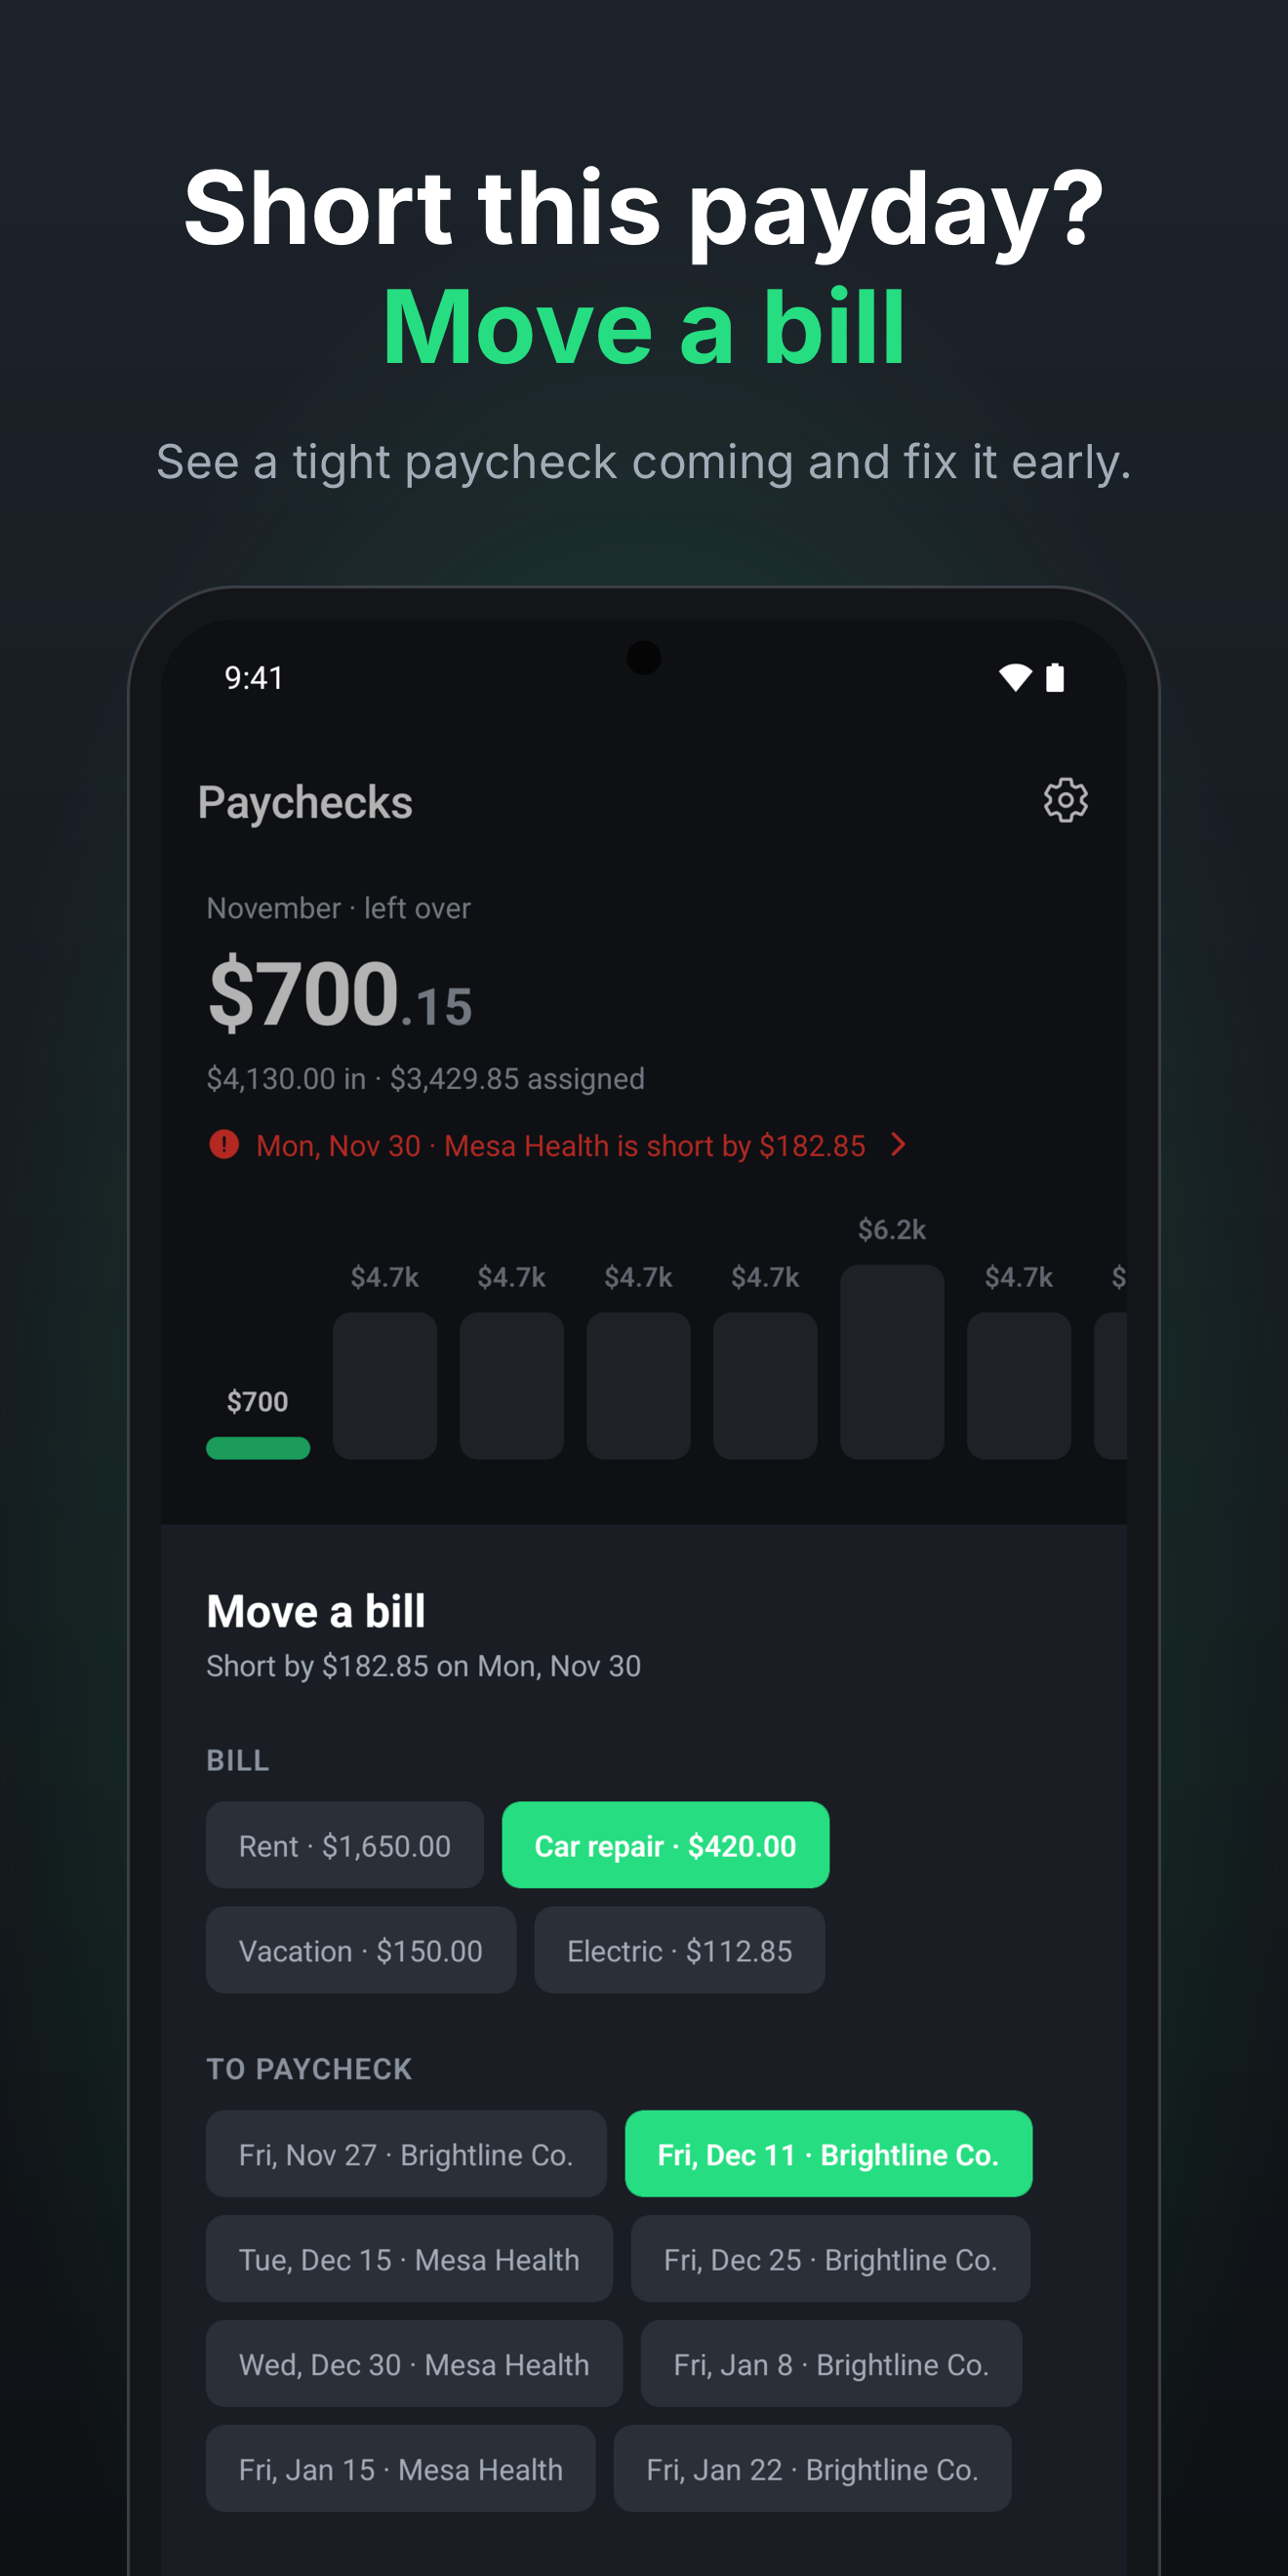 Short this payday?
Move a bill
See a tight paycheck coming and fix it early.
9:41
Paychecks
November · left over
$700.15
$4,130.00 in · $3,429.85 assigned
Mon, Nov 30 · Mesa Health is short by $182.85
$700 $4.7k $4.7k $4.7k $4.7k $6.2k $4.7k $
Move a bill
Short by $182.85 on Mon, Nov 30
BILL
Rent · $1,650.00 Car repair · $420.00
Vacation · $150.00 Electric · $112.85
TO PAYCHECK
Fri, Nov 27 · Brightline Co. Fri, Dec 11 · Brightline Co.
Tue, Dec 15 · Mesa Health Fri, Dec 25 · Brightline Co.
Wed, Dec 30 · Mesa Health Fri, Jan 8 · Brightline Co.
Fri, Jan 15 · Mesa Health Fri, Jan 22 · Brightline Co.